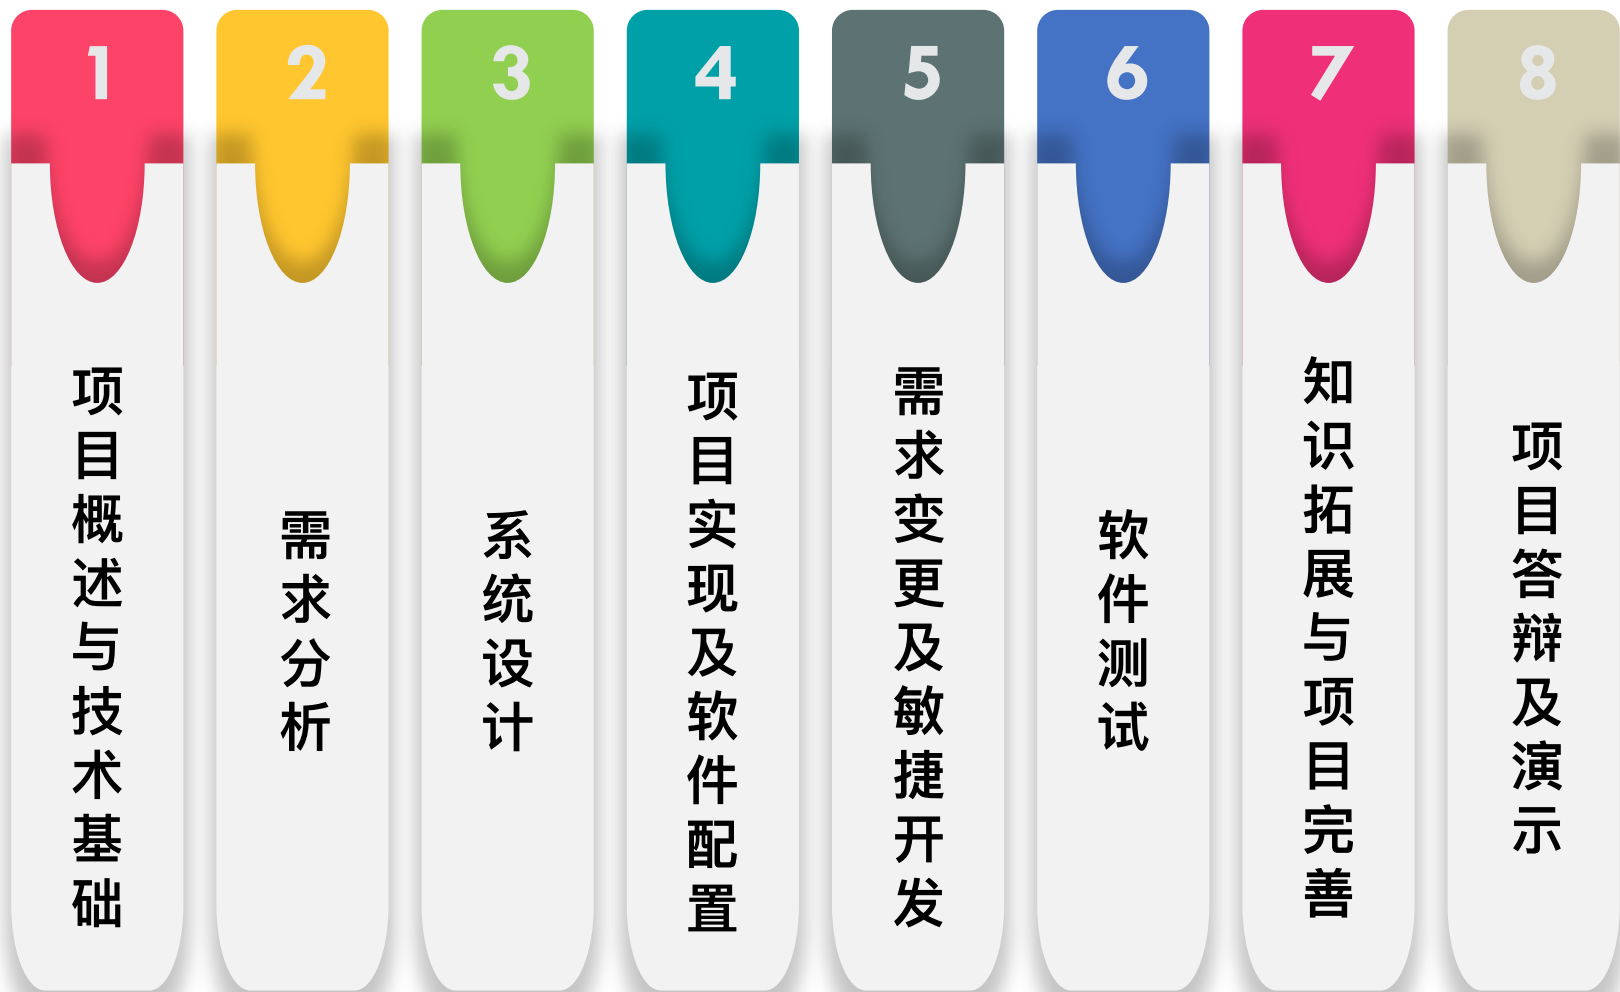 1
项目概述与技术基础
2
需求分析
3
系统设计
4
项目实现及软件配置
5
需求变更及敏捷开发
6
软件测试
7
知识拓展与项目完善
8
项目答辩及演示